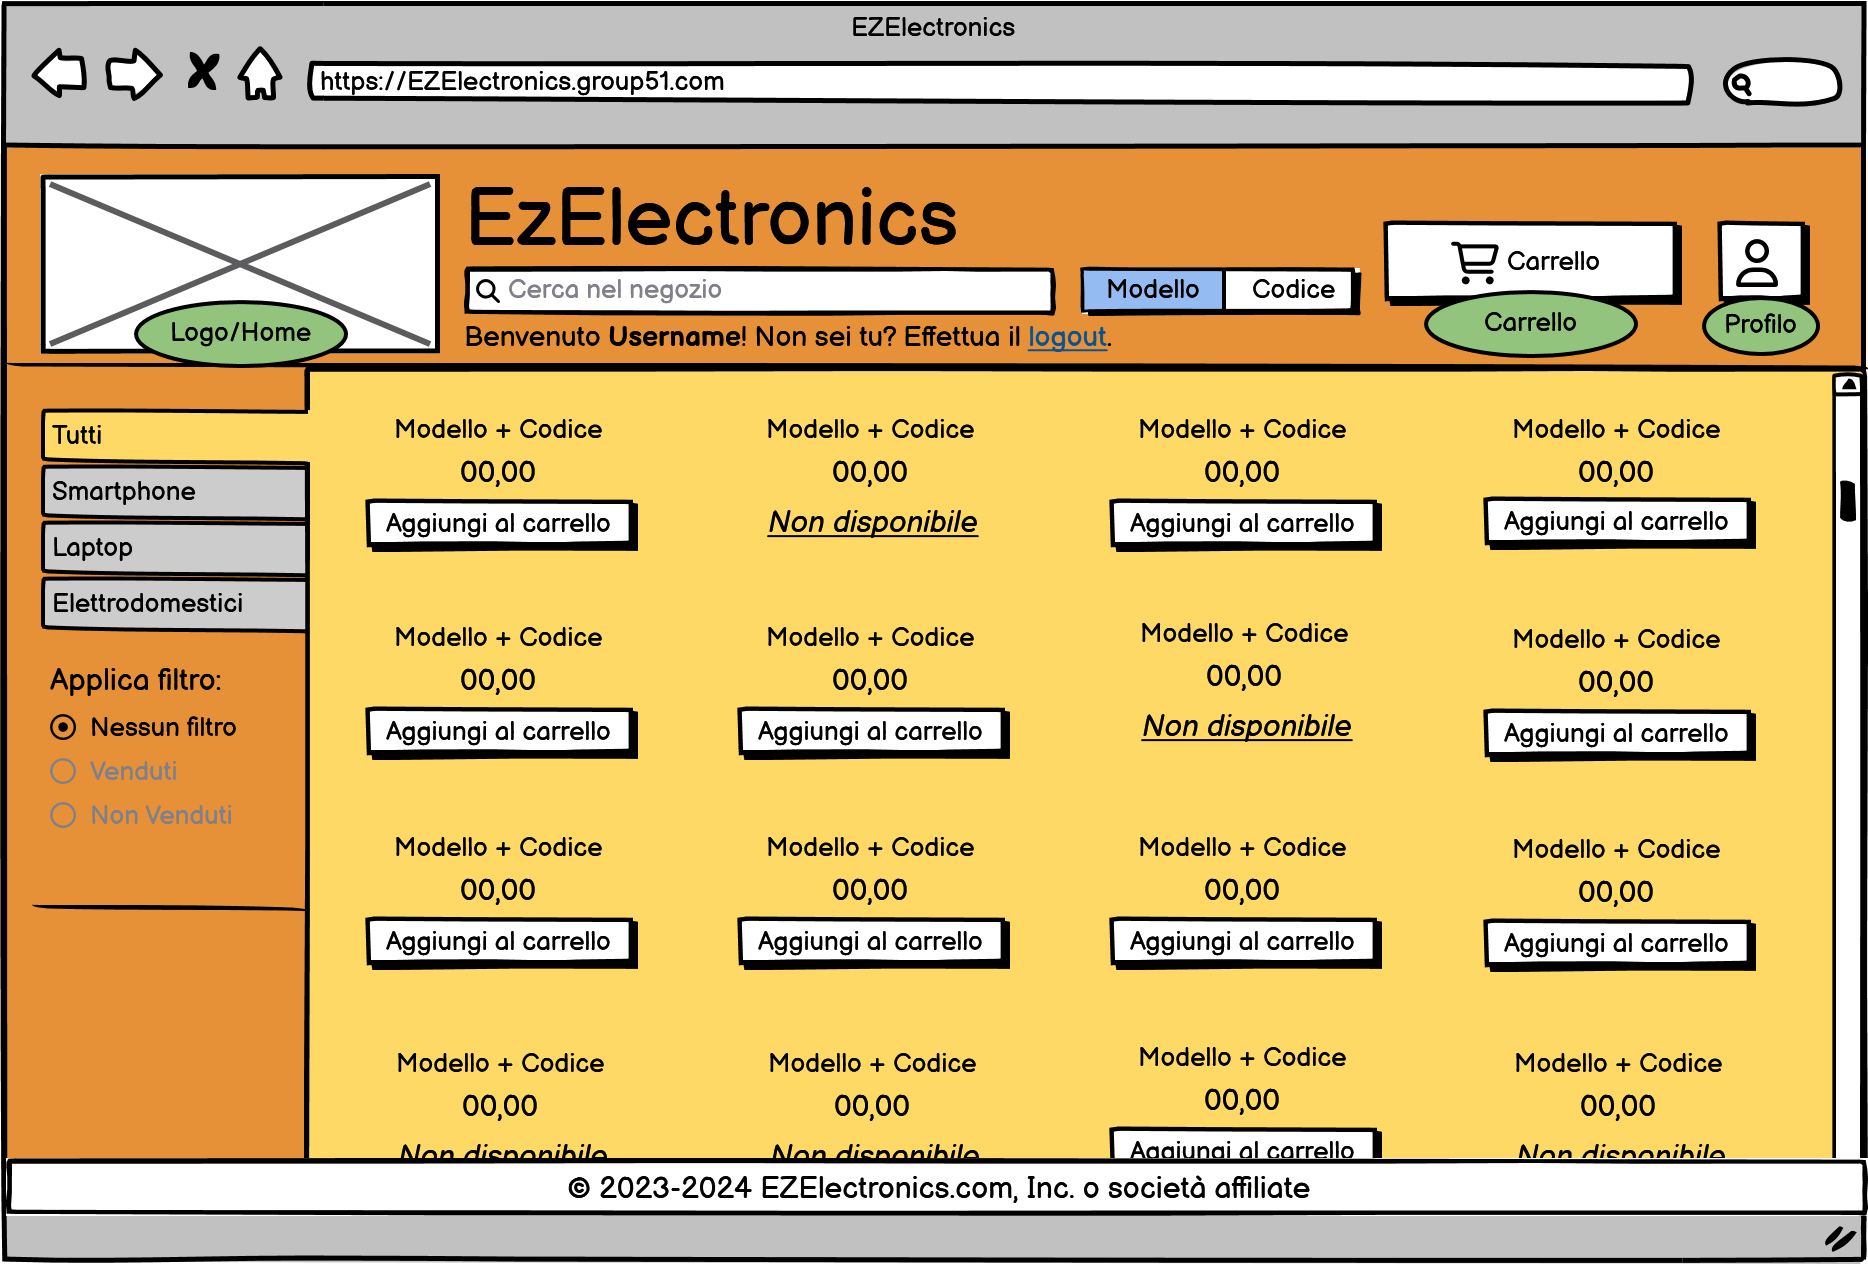 EZElectronics
https://EZElectronics.group51.com
EzElectronics
Cerca nel negozio
Modello
Codice
Carrello
Logo/Home
Benvenuto Username! Non sei tu? Effettua il logout.
Carrello
Profilo
Tutti
Smartphone
Laptop
Elettrodomestici
Applica filtro:
Nessun filtro
Venduti
Non Venduti
Modello + Codice
00,00
Aggiungi al carrello
Modello + Codice
00,00
Non disponibile
Modello + Codice
00,00
Aggiungi al carrello
Modello + Codice
00,00
Aggiungi al carrello
Modello + Codice
00,00
Aggiungi al carrello
Modello + Codice
00,00
Aggiungi al carrello
Modello + Codice
00,00
Non disponibile
Modello + Codice
00,00
Aggiungi al carrello
Modello + Codice
00,00
Aggiungi al carrello
Modello + Codice
00,00
Aggiungi al carrello
Modello + Codice
00,00
Aggiungi al carrello
Modello + Codice
00,00
Aggiungi al carrello
Modello + Codice
00,00
Non disponibile
Modello + Codice
00,00
Non disponibile
Modello + Codice
00,00
Aggiungi al carrello
Modello + Codice
00,00
Non disponibile
© 2023-2024 EZElectronics.com, Inc. o società affiliate